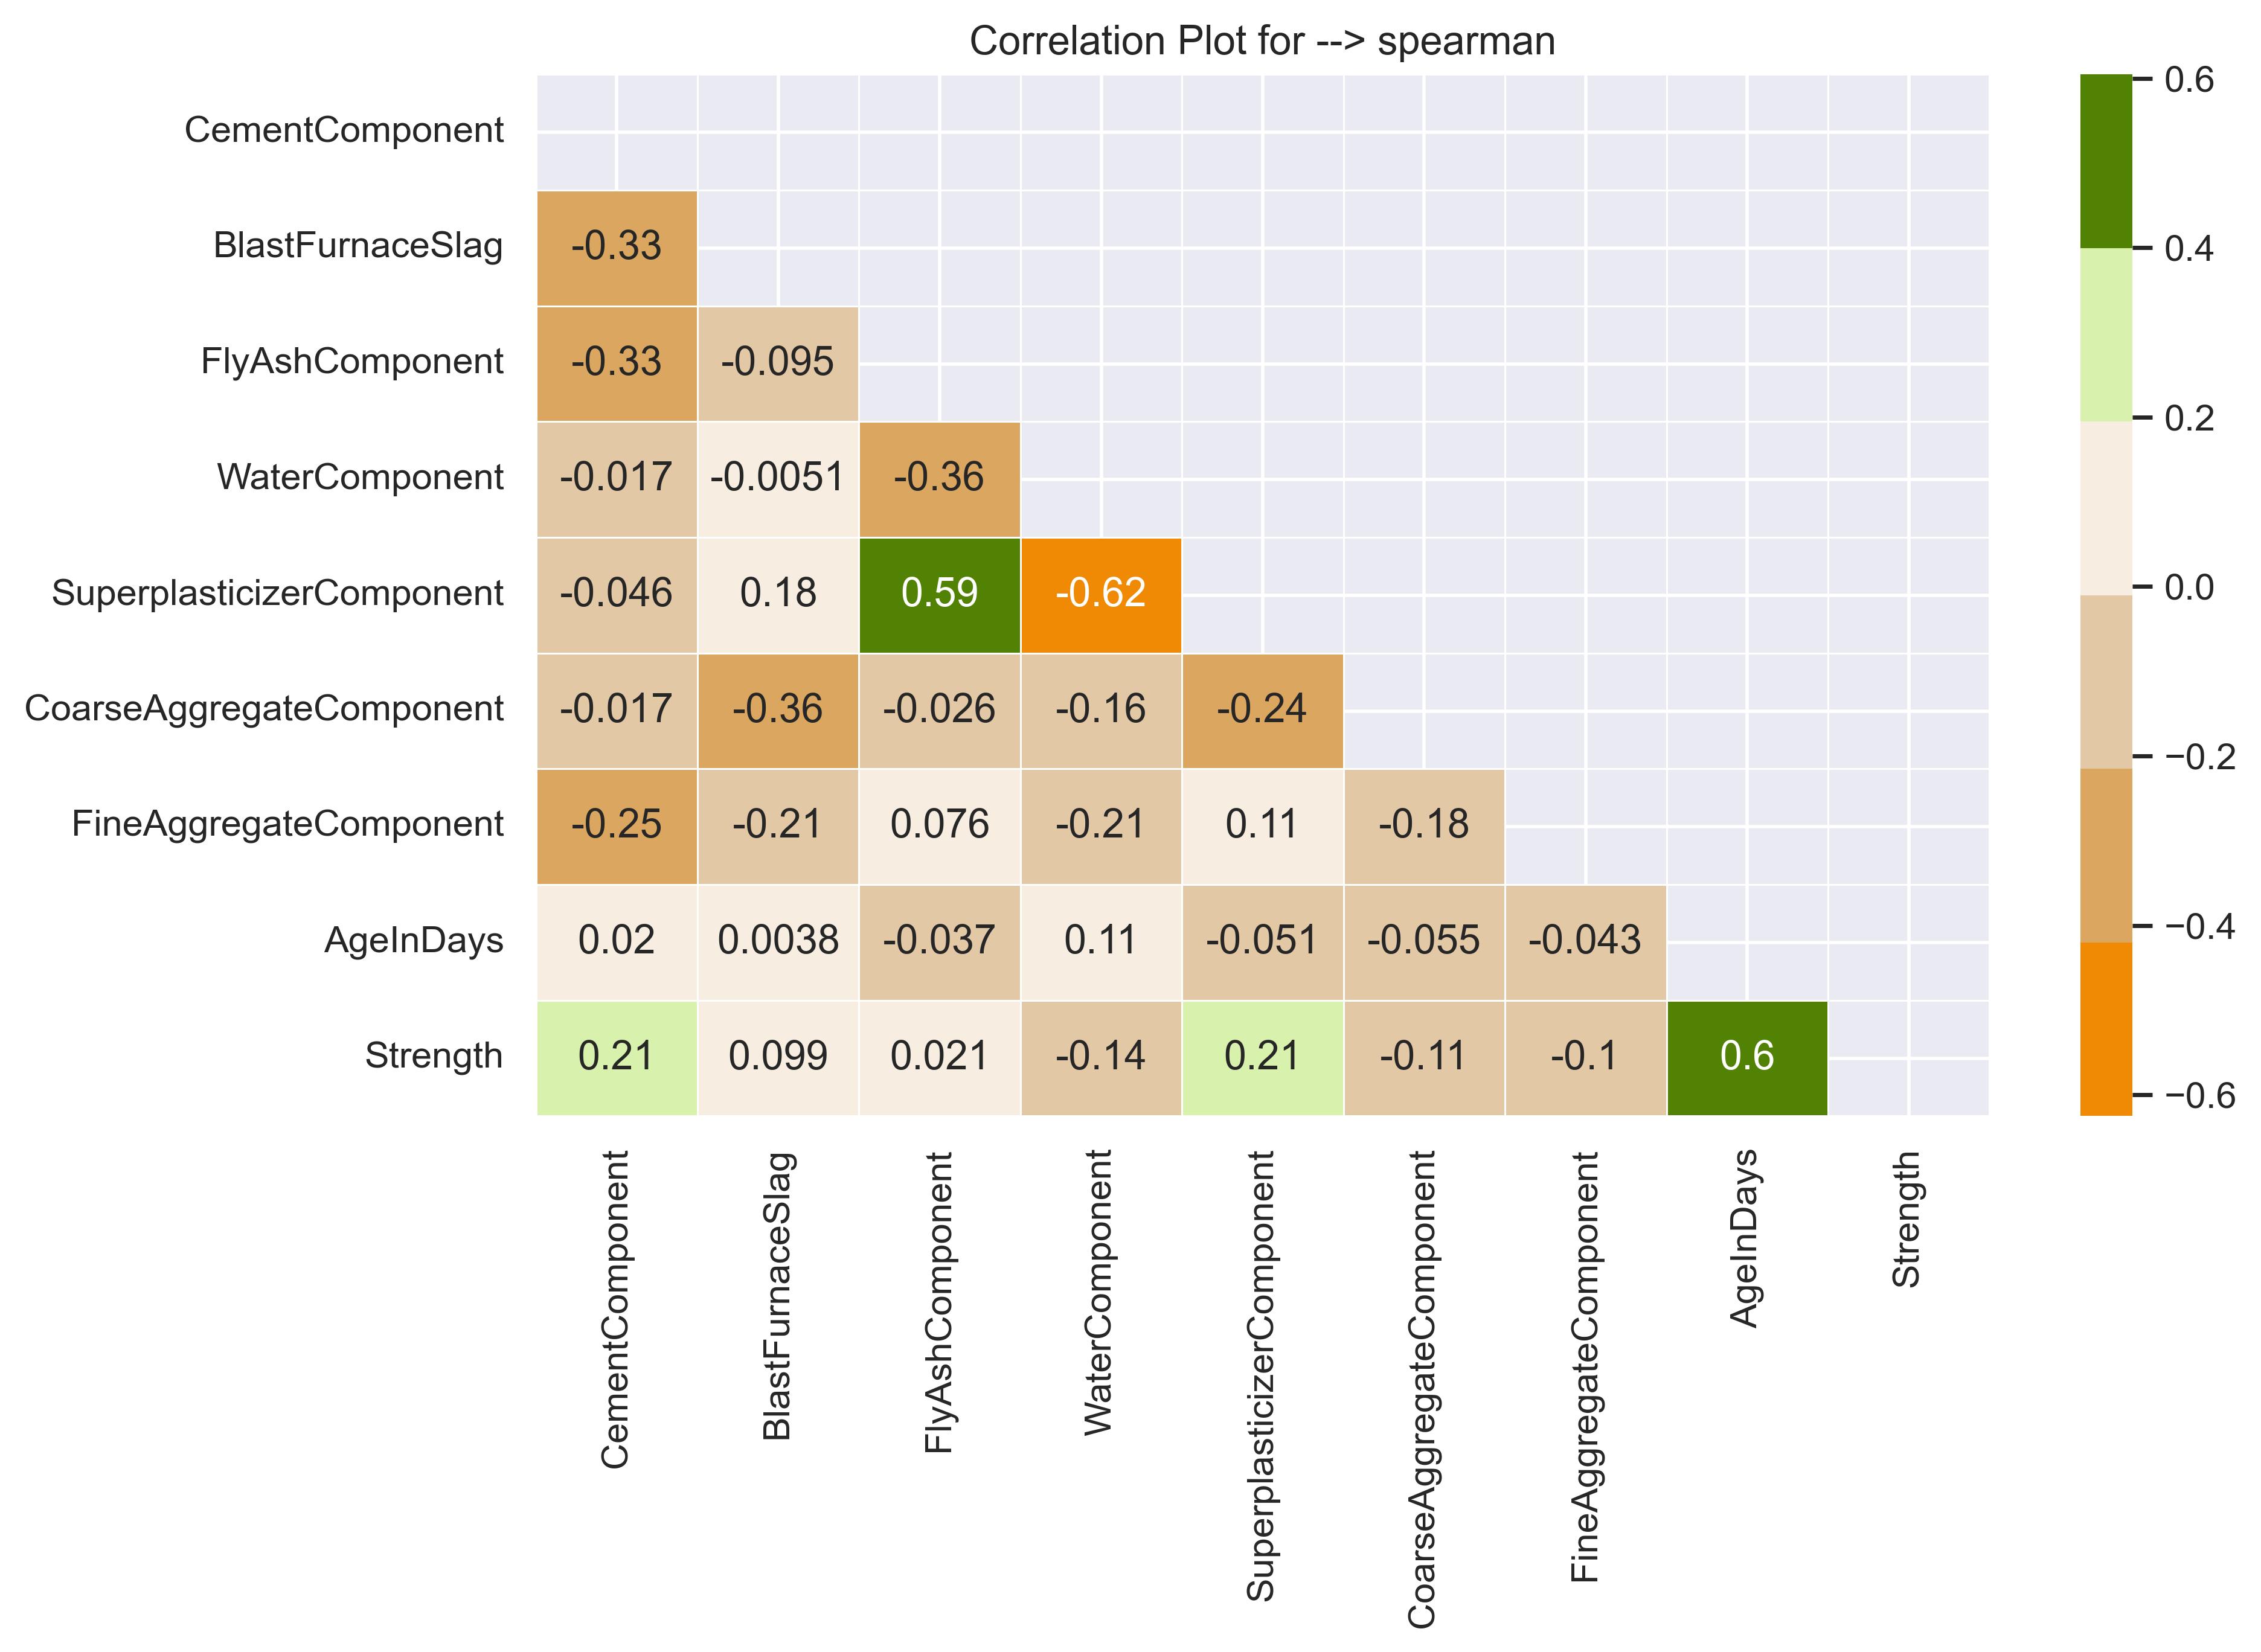 Correlation Plot for --> spearman
CementComponent
BlastFurnaceSlag -0.33
FlyAshComponent -0.33 -0.095
WaterComponent -0.017 -0.0051 -0.36
SuperplasticizerComponent -0.046 0.18 0.59 -0.62
CoarseAggregateComponent -0.017 -0.36 -0.026 -0.16 -0.24
FineAggregateComponent -0.25 -0.21 0.076 -0.21 0.11 -0.18
AgeInDays 0.02 0.0038 -0.037 0.11 -0.051 -0.055 -0.043
Strength 0.21 0.099 0.021 -0.14 0.21 -0.11 -0.1 0.6
CementComponent
BlastFurnaceSlag
FlyAshComponent
WaterComponent
SuperplasticizerComponent
CoarseAggregateComponent
FineAggregateComponent
AgeInDays
Strength
0.6
0.4
0.2
0.0
−0.2
−0.4
−0.6